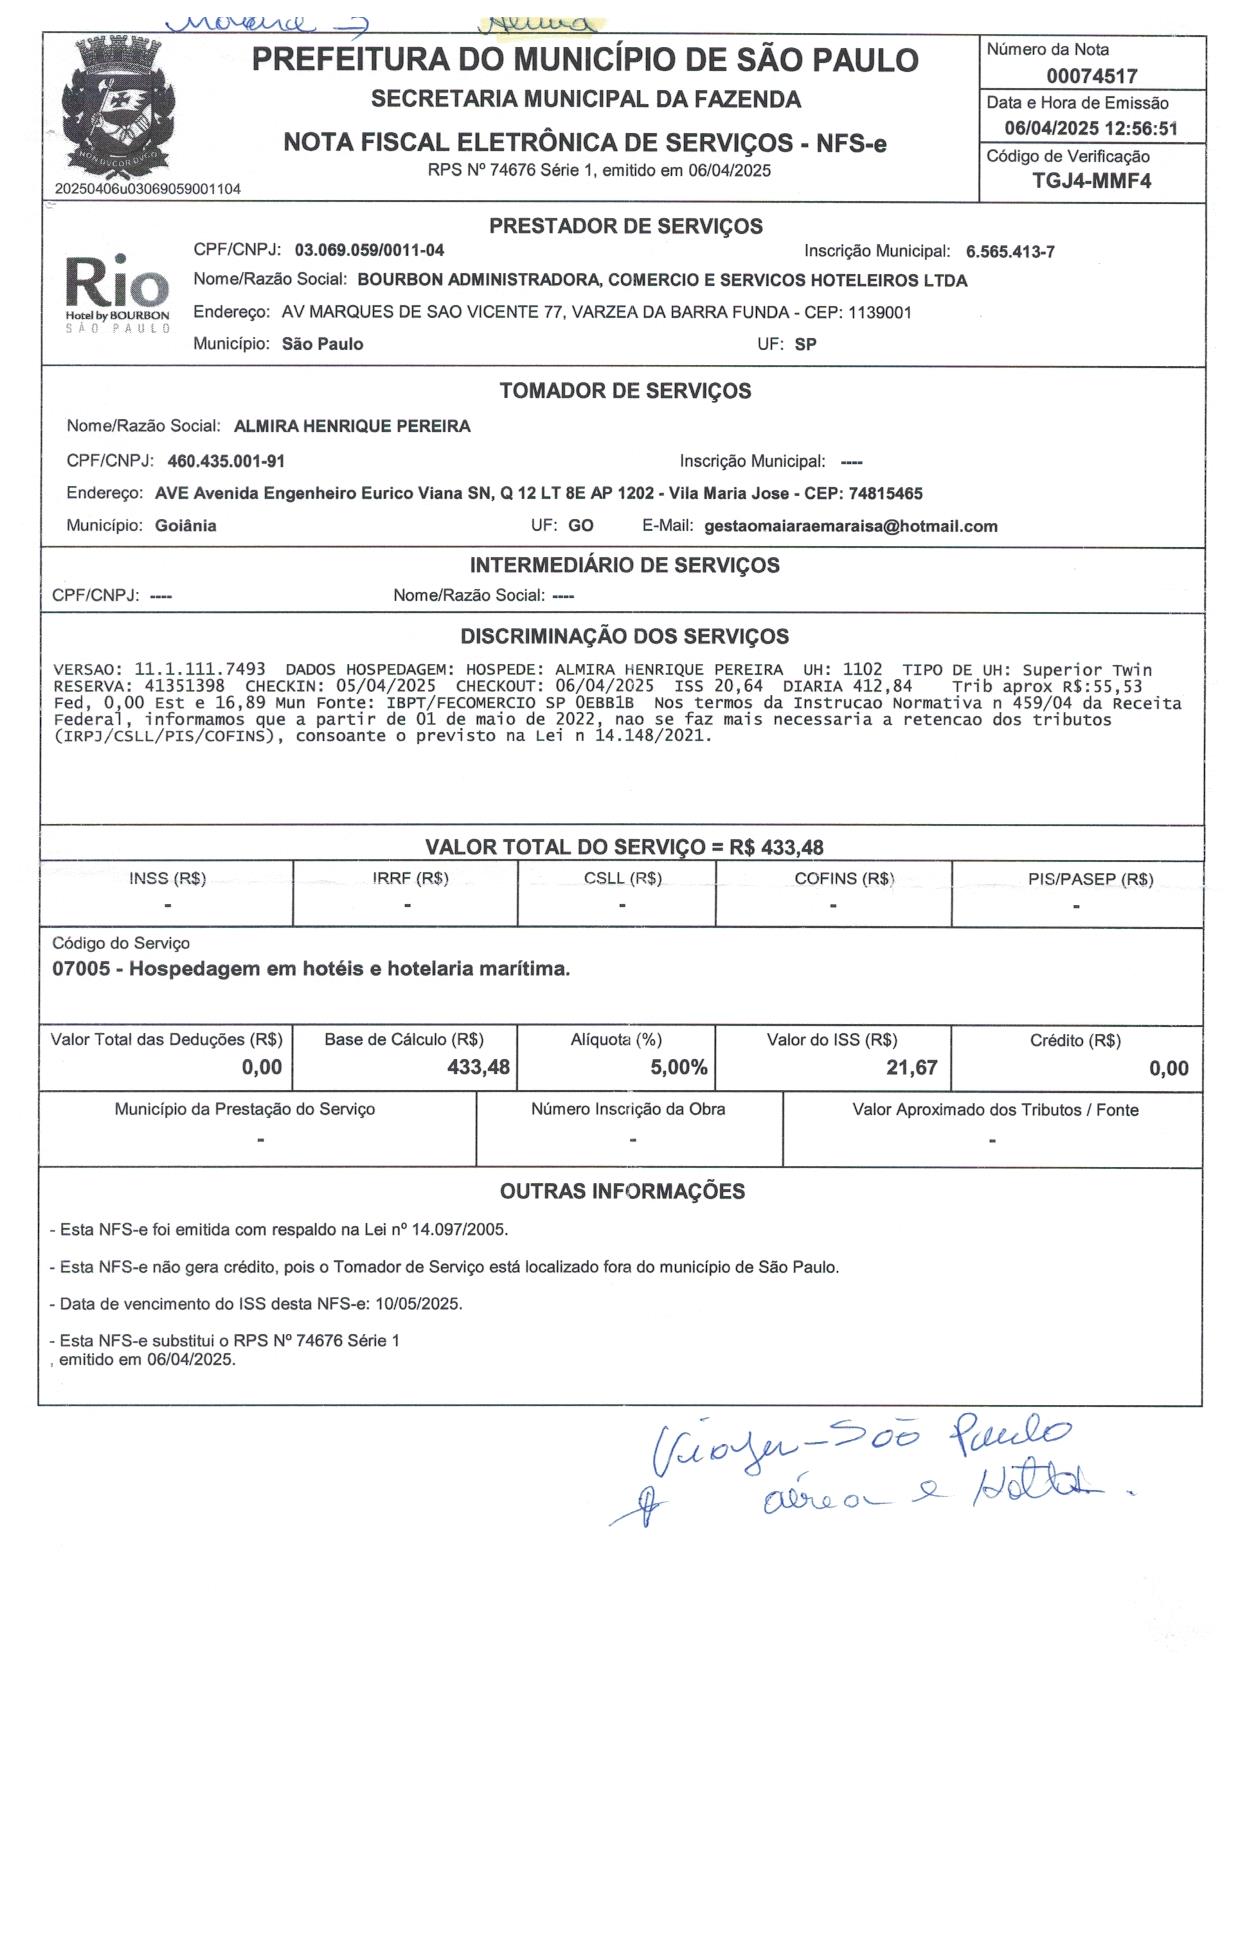 PREFEITURA DO MUNICÍPIO DE SÃO PAULO
SECRETARIA MUNICIPAL DA FAZENDA
NOTA FISCAL ELETRÔNICA DE SERVIÇOS - NFS-e
RPS Nº 74676 Série 1, emitido em 06/04/2025
NON DVCOR DVCO
20250406u03069059001104
Número da Nota
00074517
Data e Hora de Emissão
06/04/2025 12:56:51
Código de Verificação
TGJ4-MMF4
PRESTADOR DE SERVIÇOS
Rio
Hotel by BOURBON
SÃO PAULO
CPF/CNPJ: 03.069.059/0011-04 Inscrição Municipal: 6.565.413-7
Nome/Razão Social: BOURBON ADMINISTRADORA, COMERCIO E SERVICOS HOTELEIROS LTDA
Endereço: AV MARQUES DE SAO VICENTE 77, VARZEA DA BARRA FUNDA - CEP: 1139001
Município: São Paulo UF: SP
TOMADOR DE SERVIÇOS
Nome/Razão Social: ALMIRA HENRIQUE PEREIRA
CPF/CNPJ: 460.435.001-91 Inscrição Municipal: ----
Endereço: AVE Avenida Engenheiro Eurico Viana SN, Q 12 LT 8E AP 1202 - Vila Maria Jose - CEP: 74815465
Município: Goiânia UF: GO E-Mail: gestaomaiaraemaraisa@hotmail.com
INTERMEDIÁRIO DE SERVIÇOS
CPF/CNPJ: ---- Nome/Razão Social: ----
DISCRIMINAÇÃO DOS SERVIÇOS
VERSAO: 11.1.111.7493 DADOS HOSPEDAGEM: HOSPEDE: ALMIRA HENRIQUE PEREIRA UH: 1102 TIPO DE UH: Superior Twin
RESERVA: 41351398 CHECKIN: 05/04/2025 CHECKOUT: 06/04/2025 ISS 20,64 DIARIA 412,84 Trib aprox R$:55,53
Fed, 0,00 Est e 16,89 Mun Fonte: IBPT/FECOMERCIO SP 0EBB1B Nos termos da Instrucao Normativa n 459/04 da Receita
Federal, informamos que a partir de 01 de maio de 2022, nao se faz mais necessaria a retencao dos tributos
(IRPJ/CSLL/PIS/COFINS), consoante o previsto na Lei n 14.148/2021.
VALOR TOTAL DO SERVIÇO = R$ 433,48
INSS (R$) IRRF (R$) CSLL (R$) COFINS (R$) PIS/PASEP (R$)
- - - - -
Código do Serviço
07005 - Hospedagem em hotéis e hotelaria marítima.
Valor Total das Deduções (R$) Base de Cálculo (R$) Alíquota (%) Valor do ISS (R$) Crédito (R$)
0,00 433,48 5,00% 21,67 0,00
Município da Prestação do Serviço Número Inscrição da Obra Valor Aproximado dos Tributos / Fonte
- - -
OUTRAS INFORMAÇÕES
- Esta NFS-e foi emitida com respaldo na Lei nº 14.097/2005.
- Esta NFS-e não gera crédito, pois o Tomador de Serviço está localizado fora do município de São Paulo.
- Data de vencimento do ISS desta NFS-e: 10/05/2025.
- Esta NFS-e substitui o RPS Nº 74676 Série 1
, emitido em 06/04/2025.
São Paulo
aérea e